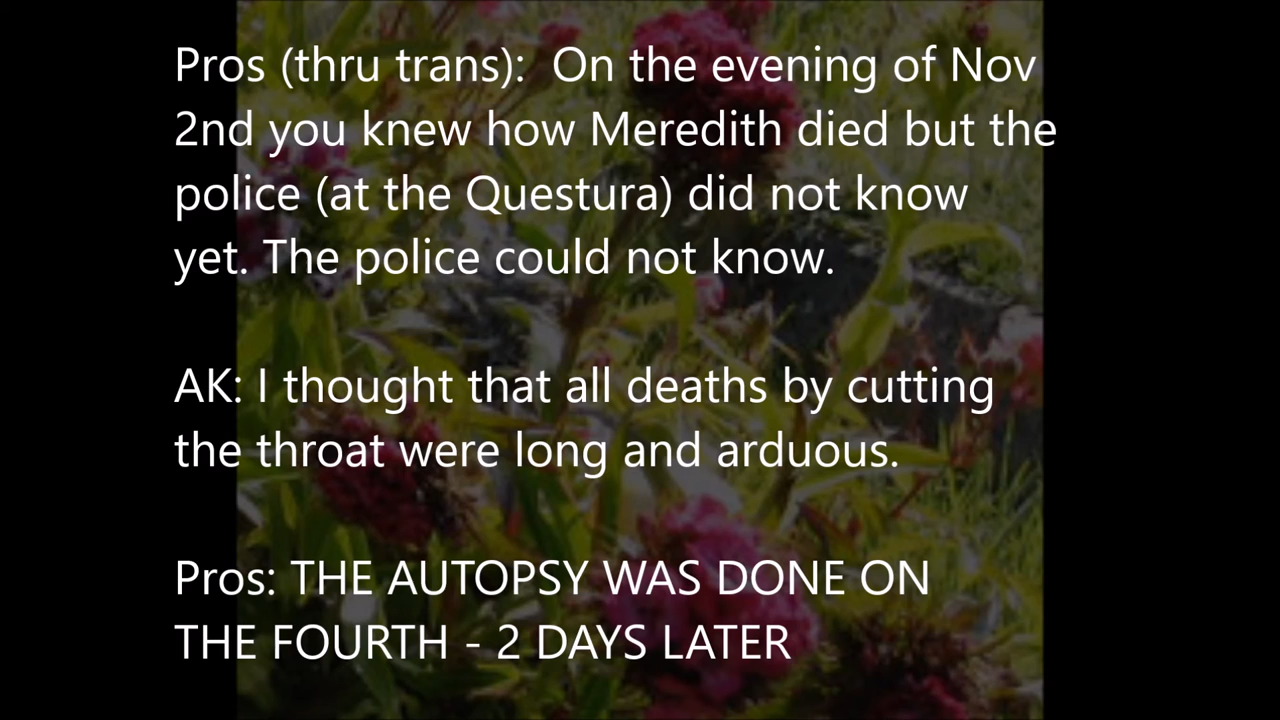 Pros (thru trans):  On the evening of Nov
2nd you knew how Meredith died but the
police (at the Questura) did not know
yet. The police could not know.
AK: I thought that all deaths by cutting
the throat were long and arduous.
Pros: THE AUTOPSY WAS DONE ON
THE FOURTH - 2 DAYS LATER